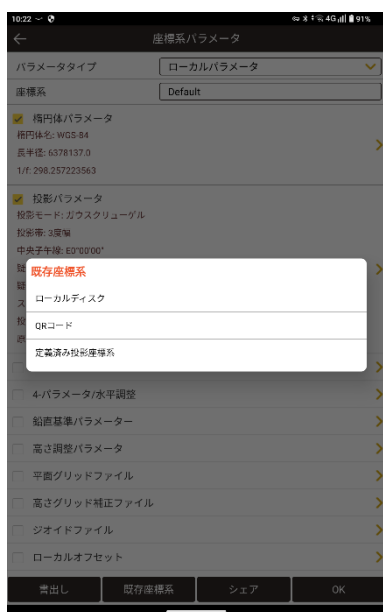 10:22
4G 91%
座標系パラメータ
パラメータタイプ ローカルパラメータ
座標系 Default
楕円体パラメータ
楕円体名: WGS-84
長半径: 6378137.0
1/f: 298.257223563
投影パラメータ
投影モード: ガウスクリューゲル
投影帯: 3度幅
中央子午線: E0°00'00"
既存座標系
ローカルディスク
QRコード
定義済み投影座標系
4-パラメータ/水平調整
鉛直基準パラメーター
高さ調整パラメータ
平面グリッドファイル
高さグリッド補正ファイル
ジオイドファイル
ローカルオフセット
書出し 既存座標系 シェア OK